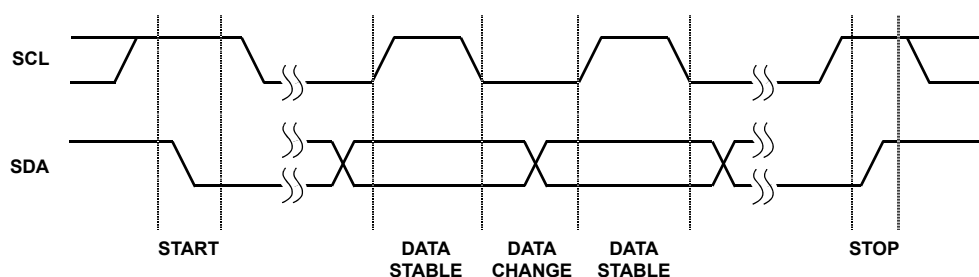 SCL
SDA
START
DATA
STABLE
DATA
CHANGE
DATA
STABLE
STOP